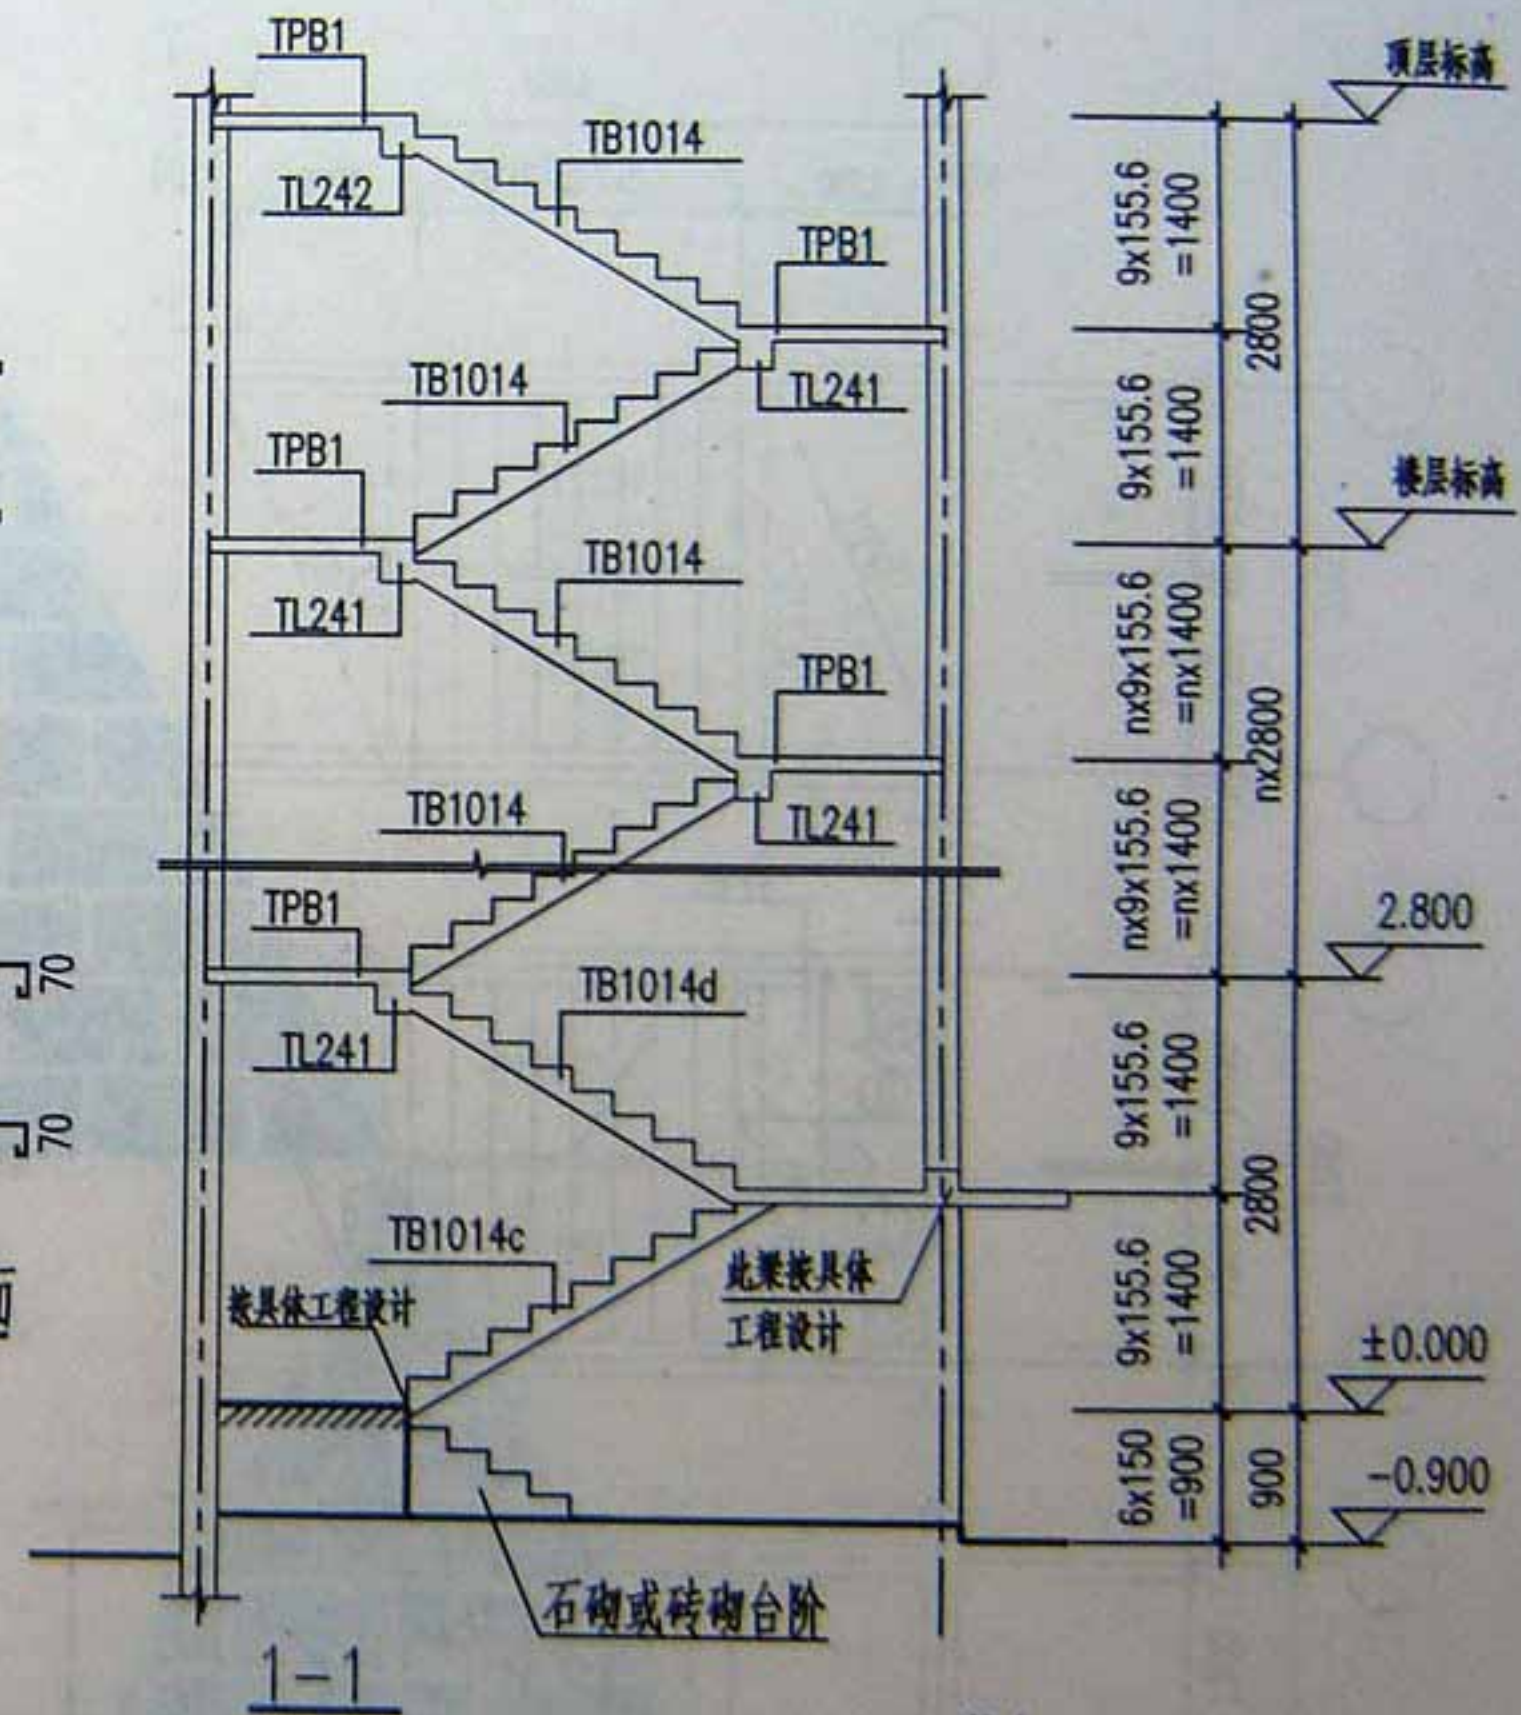 TPB1
顶层标高
TB1014
TL242
9x155.6
=1400
TPB1
2800
TB1014
TL241
9x155.6
=1400
TPB1
楼层标高
TB1014
TL241
nx9x155.6
=nx1400
TPB1
nx2800
TB1014
TL241
nx9x155.6
=nx1400
TPB1
2.800
70
TB1014d
TL241
9x155.6
=1400
70
2800
TB1014c
按具体工程设计
此梁按具体
工程设计
9x155.6
=1400
±0.000
6x150
=900
900
-0.900
石砌或砖砌台阶
1-1